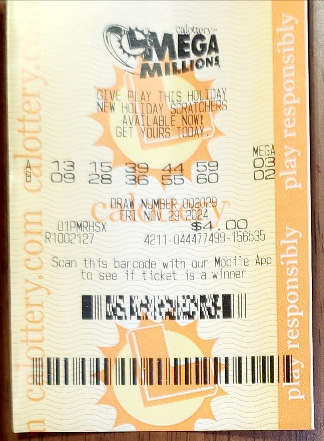 calottery
MEGA
MILLIONS
GIVE PLAY THIS HOLIDAY
NEW HOLIDAY SCRATCHERS
AVAILABLE NOW!
GET YOURS TODAY.
MEGA
A 13 15 39 44 59 03
B 09 28 36 55 60 02
DRAW NUMBER 002029
FRI NOV 29 2024
01PMRHSX $4.00
R1002127 4211-044477499-156535
Scan this barcode with our Mobile App
to see if ticket is a winner
calottery.com calottery.com
play responsibly
play responsibly
calottery